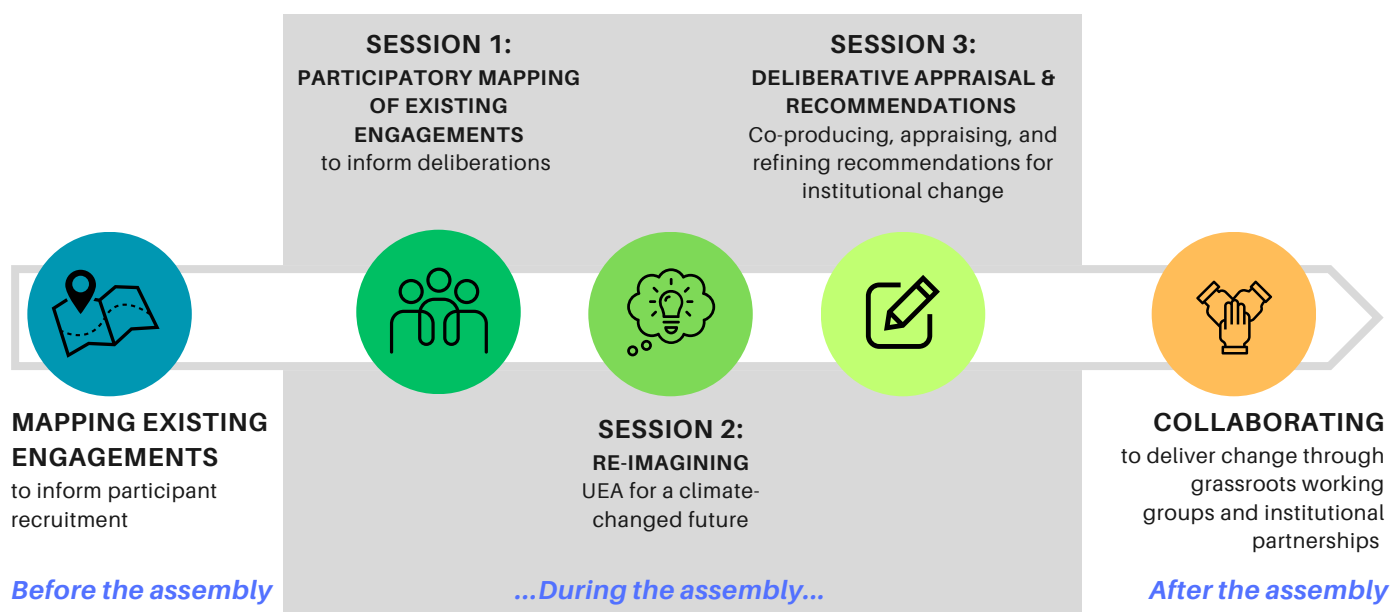 SESSION 1:
PARTICIPATORY MAPPING
OF EXISTING
ENGAGEMENTS
to inform deliberations
SESSION 3:
DELIBERATIVE APPRAISAL &
RECOMMENDATIONS
Co-producing, appraising, and
refining recommendations for
institutional change
MAPPING EXISTING
ENGAGEMENTS
to inform participant
recruitment
SESSION 2:
RE-IMAGINING
UEA for a climate-
changed future
COLLABORATING
to deliver change through
grassroots working
groups and institutional
partnerships
Before the assembly
...During the assembly...
After the assembly